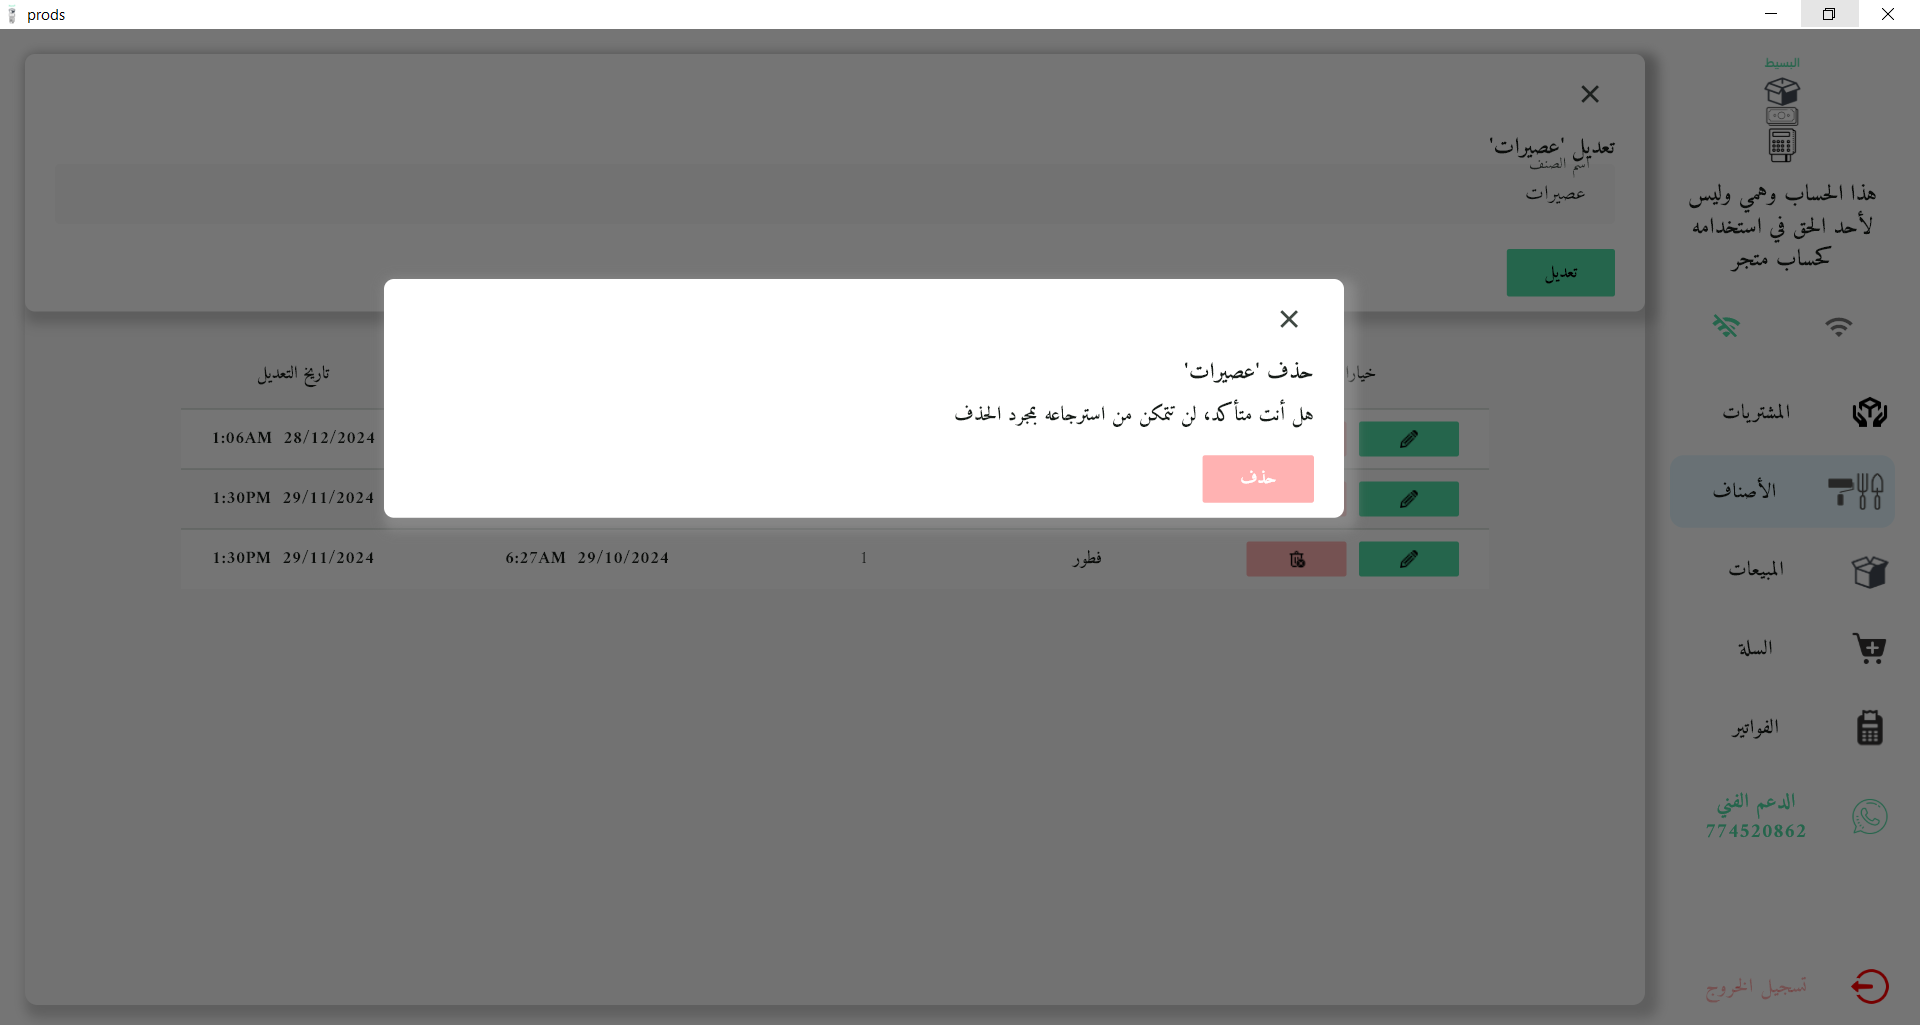 prods
البسيط
هذا الحساب وهمي وليس
لأحد الحق في استخدامه
كحساب متجر
المشتريات
الأصناف
المبيعات
السلة
الفواتير
الدعم الفني
774520862
تسجيل الخروج
تعديل 'عصيرات'
اسم الصنف
عصيرات
تعديل
حذف 'عصيرات'
هل أنت متأكد، لن تتمكن من استرجاعه بمجرد الحذف
حذف
تاريخ التعديل
28/12/2024 1:06AM
29/11/2024 1:30PM
فطور 1 29/10/2024 6:27AM 29/11/2024 1:30PM